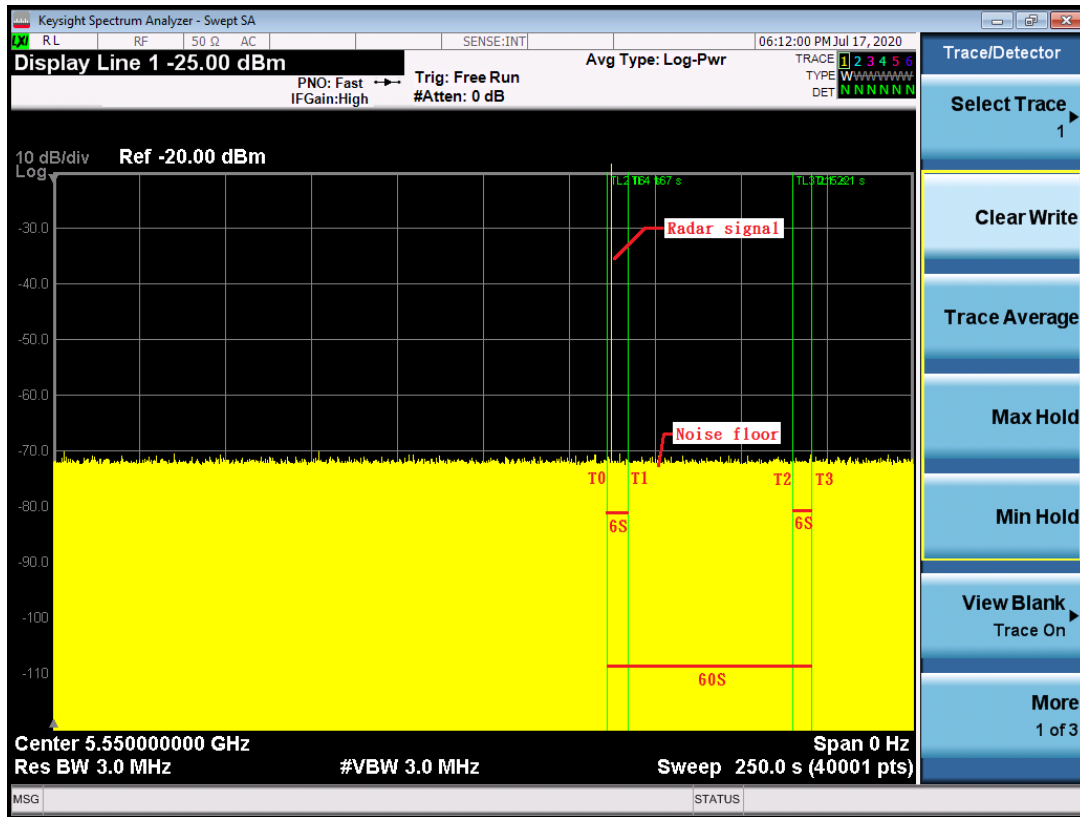 Keysight Spectrum Analyzer - Swept SA
LXI RL RF 50 Ω AC SENSE:INT 06:12:00 PM Jul 17, 2020
Display Line 1 -25.00 dBm
PNO: Fast
IFGain:High
Trig: Free Run
#Atten: 0 dB
Avg Type: Log-Pwr
TRACE 1 2 3 4 5 6
TYPE WWWWWW
DET N N N N N N
10 dB/div Ref -20.00 dBm
Log
-30.0
-40.0
-50.0
-60.0
-70.0
-80.0
-90.0
-100
-110
Radar signal
Noise floor
T0 T1 T2 T3
6S 6S
60S
Center 5.550000000 GHz Span 0 Hz
Res BW 3.0 MHz #VBW 3.0 MHz Sweep 250.0 s (40001 pts)
MSG STATUS
Trace/Detector
Select Trace
1
Clear Write
Trace Average
Max Hold
Min Hold
View Blank
Trace On
More
1 of 3